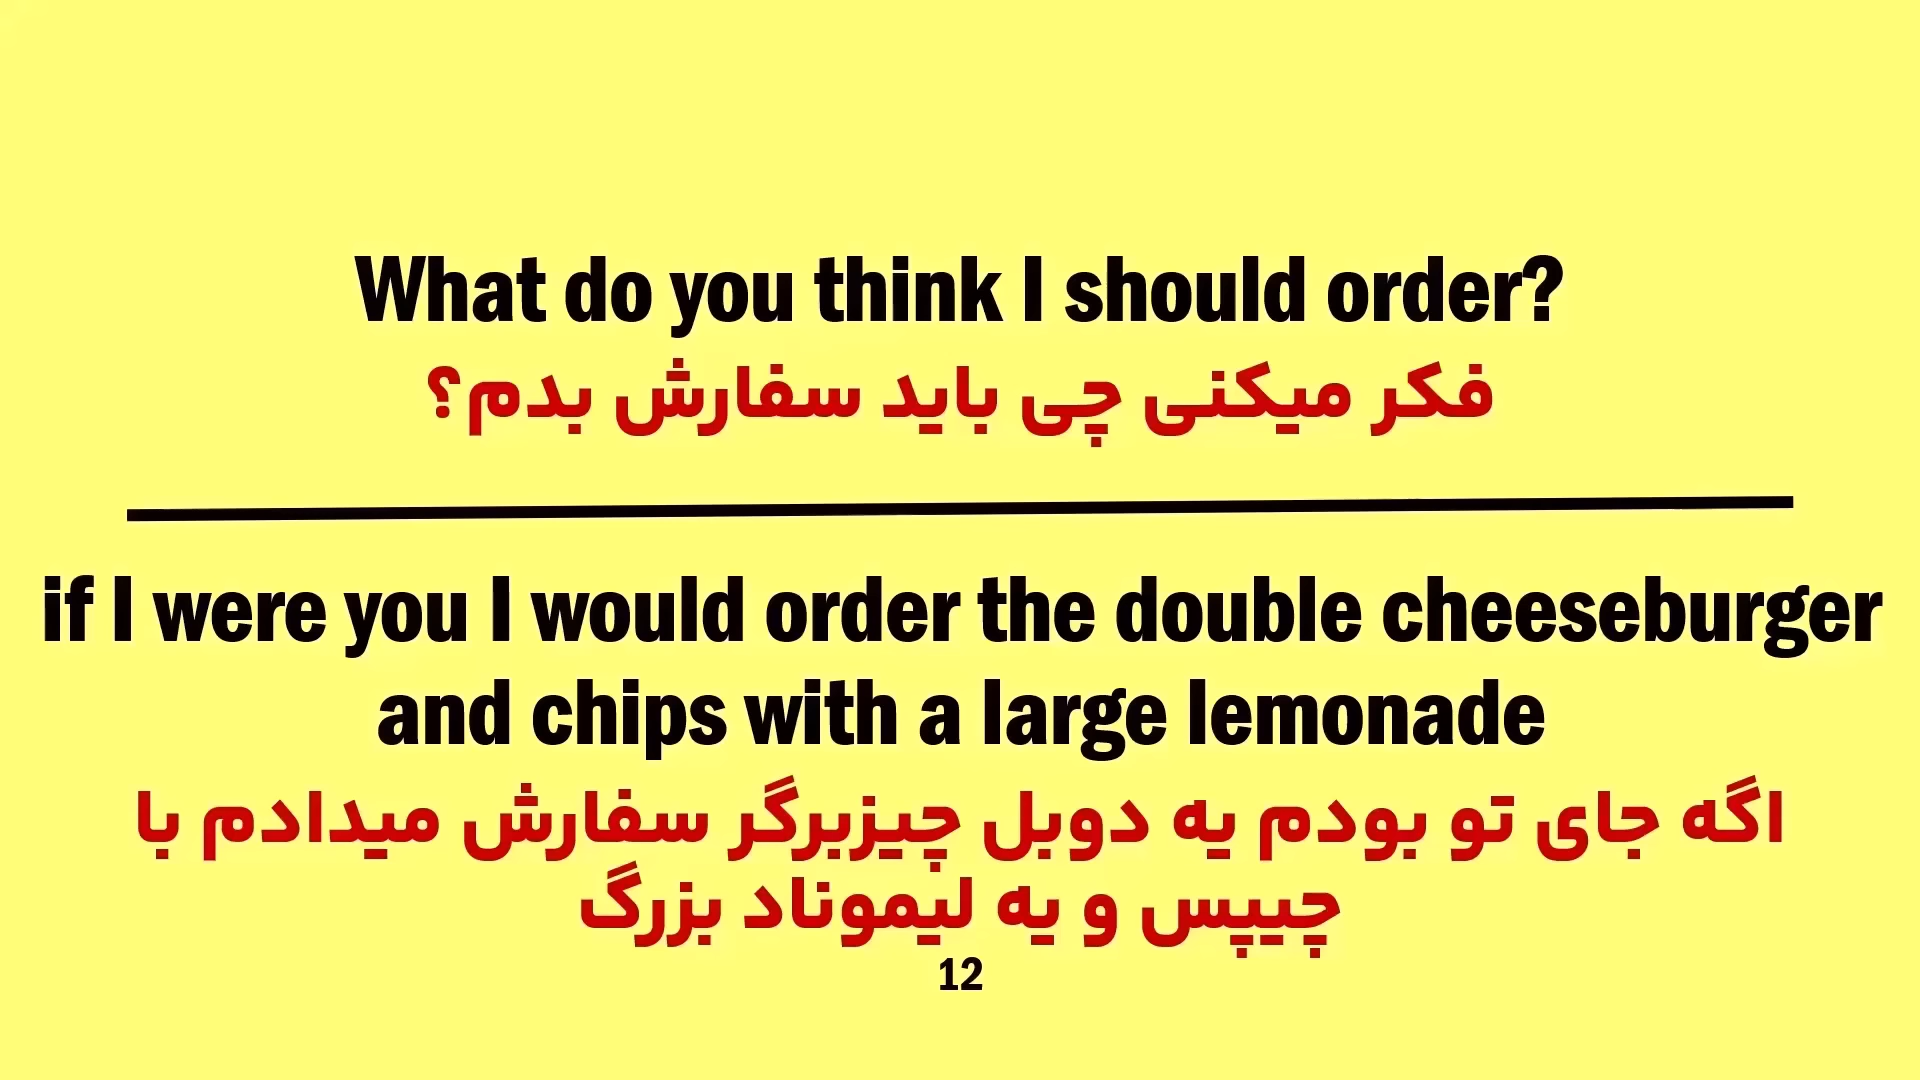 What do you think I should order?
فکر میکنی چی باید سفارش بدم؟
if I were you I would order the double cheeseburger
and chips with a large lemonade
اگه جای تو بودم یه دوبل چیزبرگر سفارش میدادم با
چیپس و یه لیموناد بزرگ
12